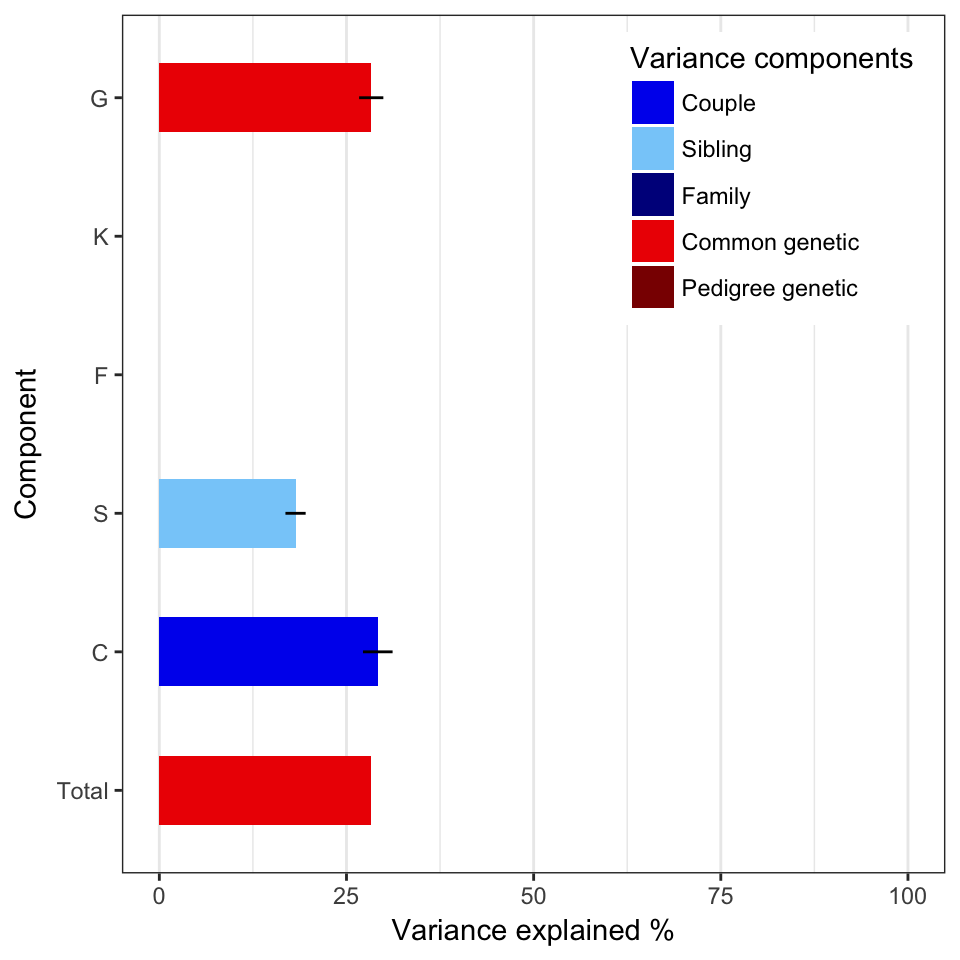 Variance components
Couple
Sibling
Family
Common genetic
Pedigree genetic
G
K
F
S
C
Total
Component
0 25 50 75 100
Variance explained %